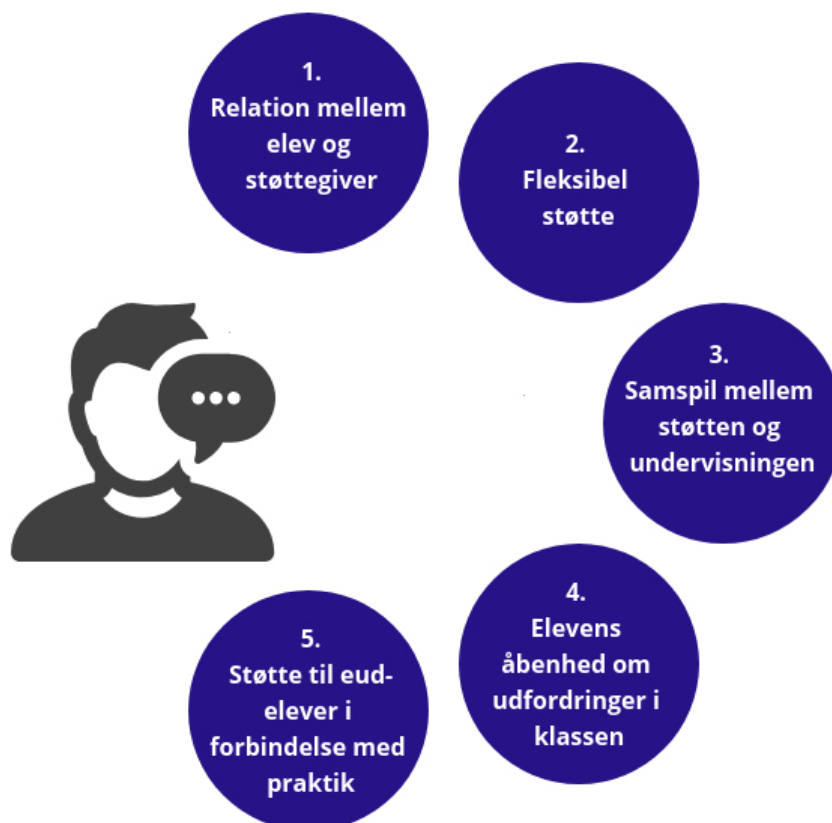 1.
Relation mellem
elev og
støttegiver
2.
Fleksibel
støtte
3.
Samspil mellem
støtten og
undervisningen
4.
Elevens
åbenhed om
udfordringer i
klassen
5.
Støtte til eud-
elever i
forbindelse med
praktik